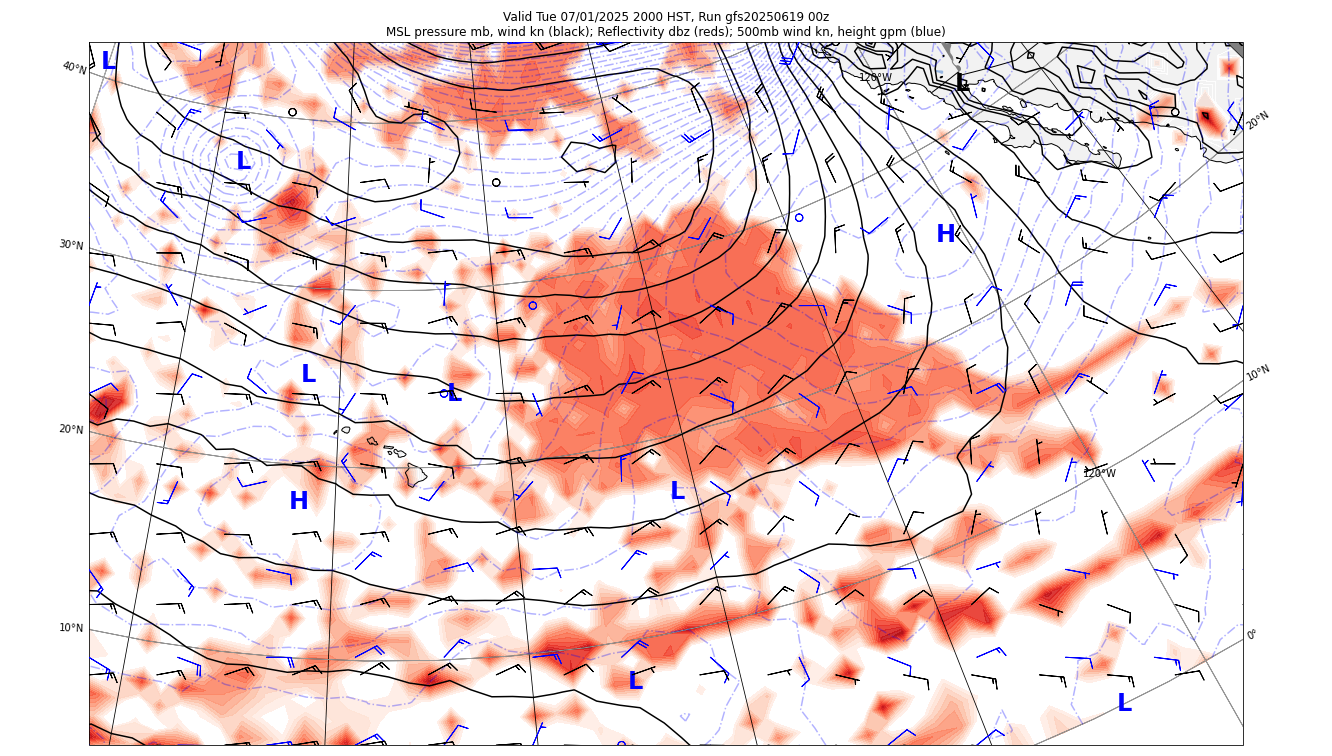 Valid Tue 07/01/2025 2000 HST, Run gfs20250619 00z
MSL pressure mb, wind kn (black); Reflectivity dbz (reds); 500mb wind kn, height gpm (blue)
L
40°N
120°W
L
20°N
L
H
30°N
L
L
10°N
20°N
120°W
L
H
10°N
0°
L
L